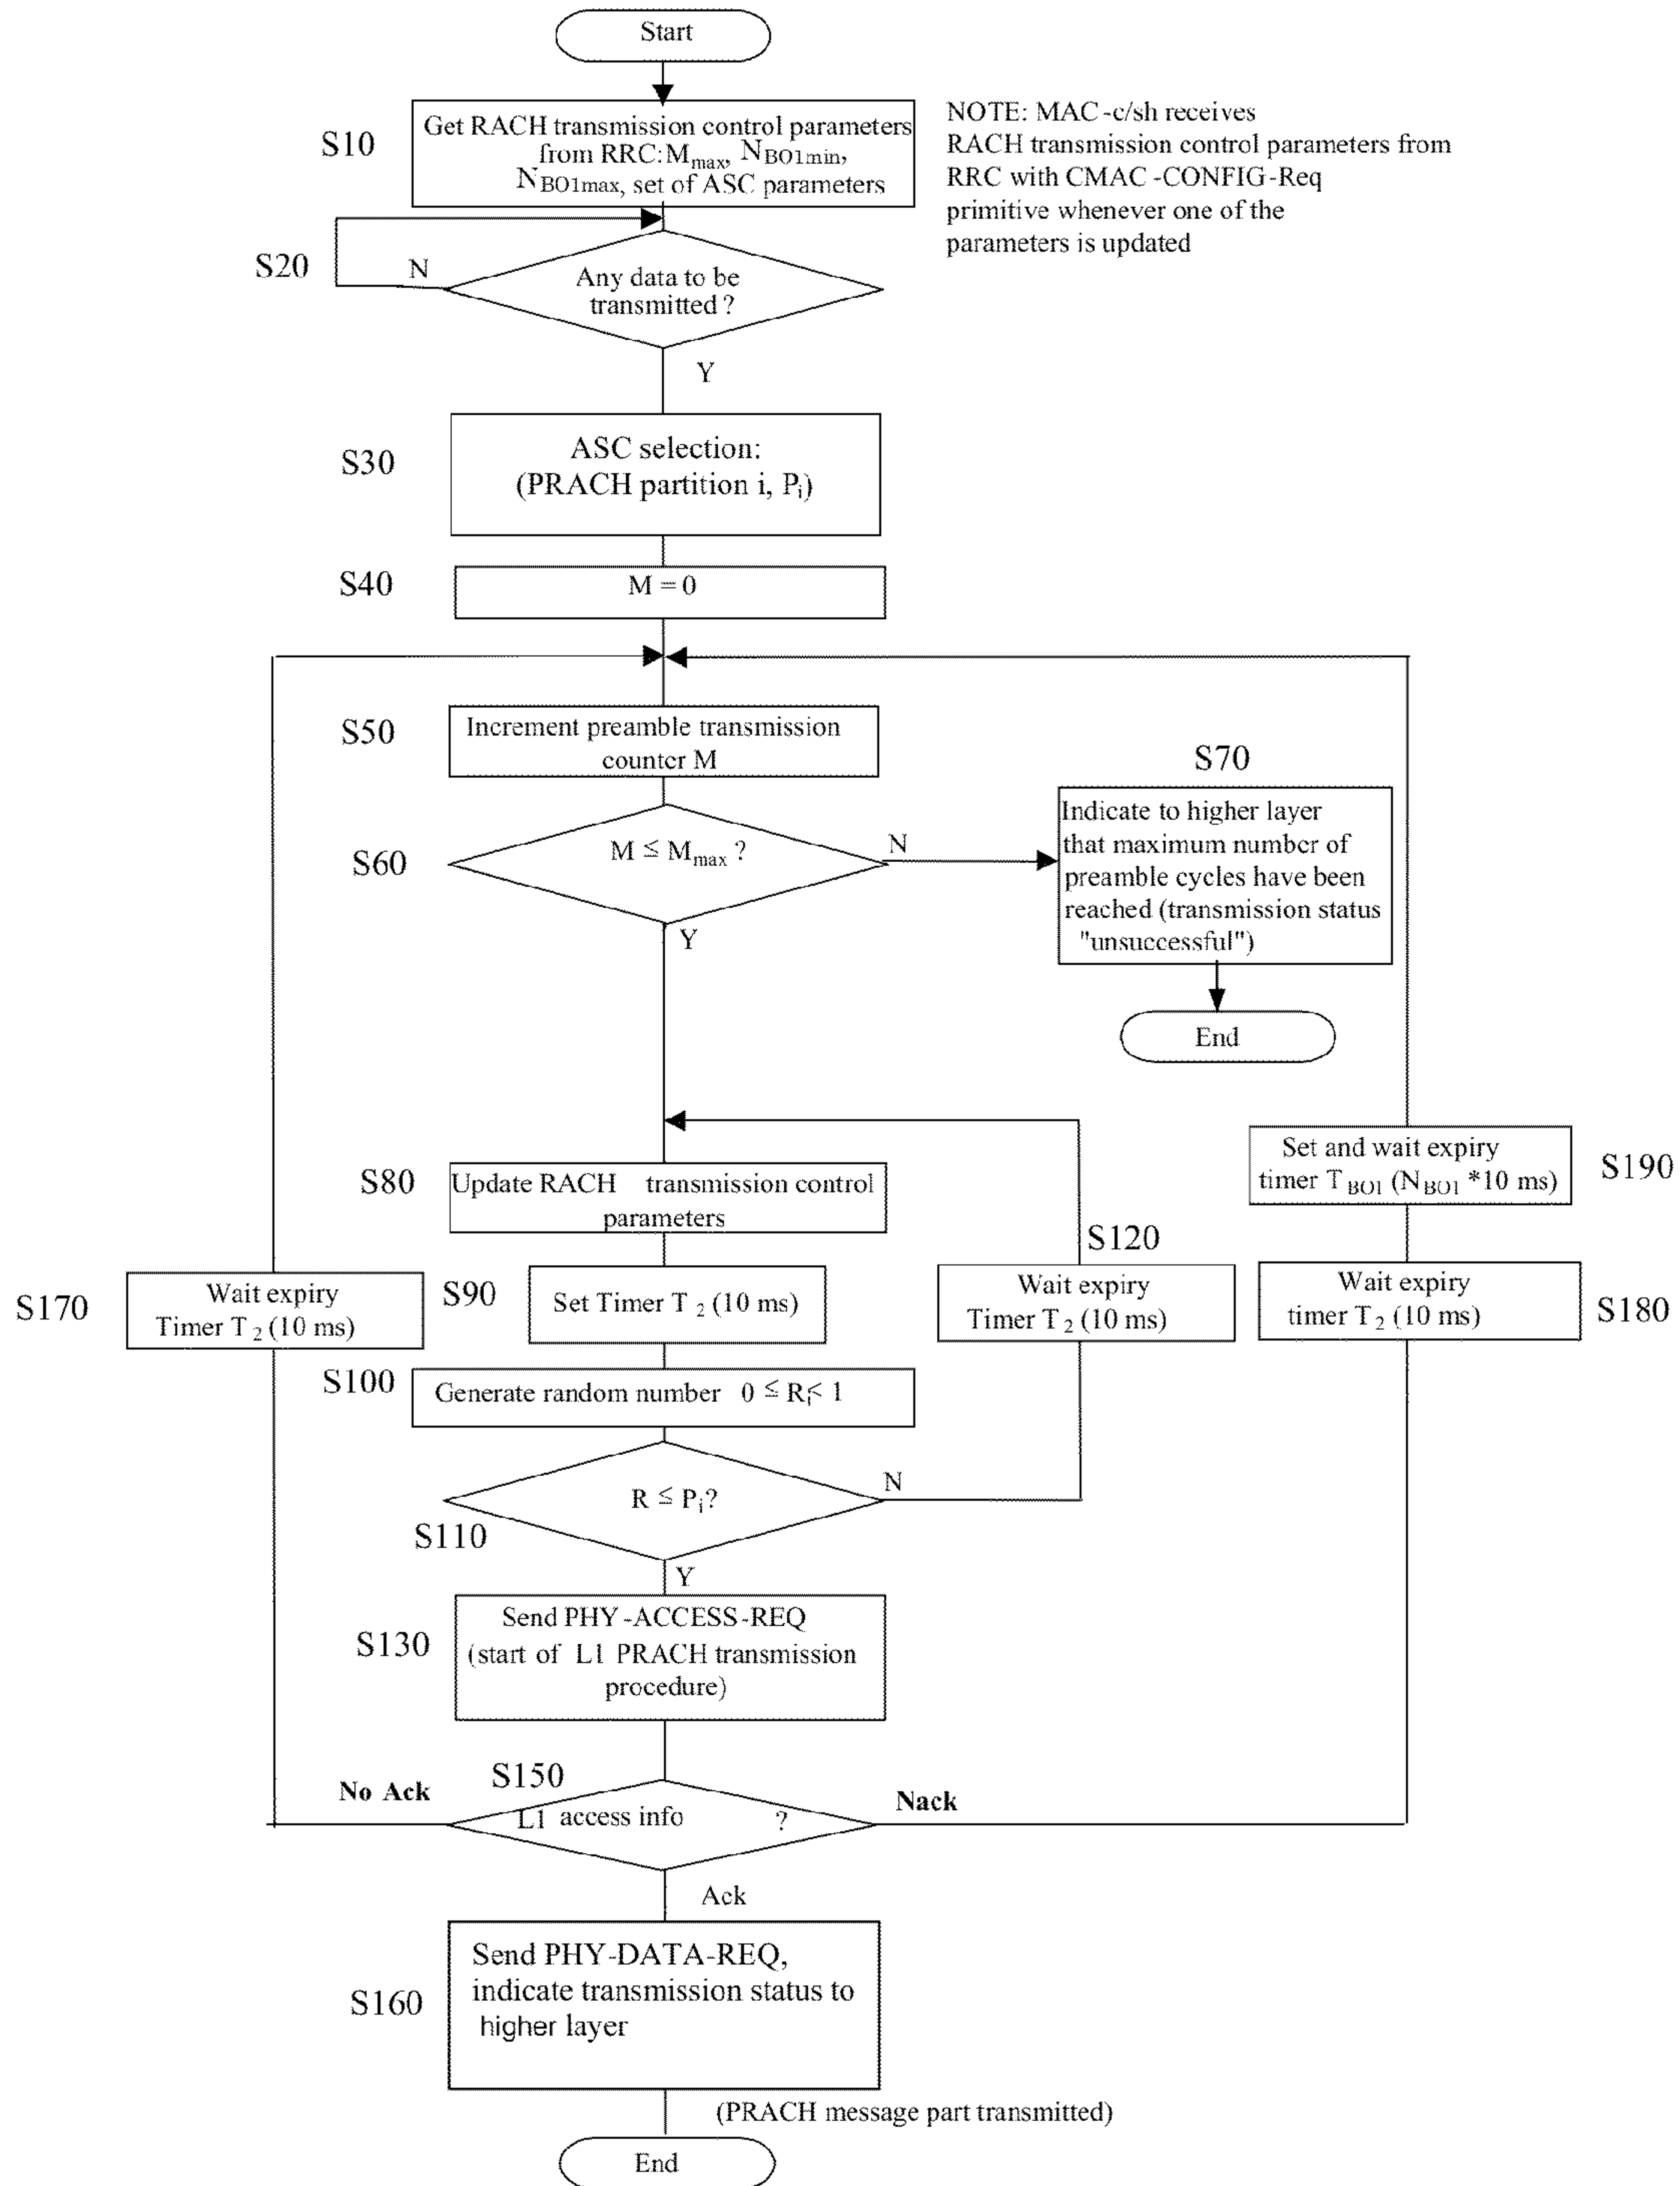 Start
S10
Get RACH transmission control parameters
from RRC: Mmax, NBO1min,
NBO1max, set of ASC parameters
NOTE: MAC-c/sh receives
RACH transmission control parameters from
RRC with CMAC-CONFIG-Req
primitive whenever one of the
parameters is updated
S20
N
Any data to be
transmitted ?
Y
S30
ASC selection:
(PRACH partition i, Pi)
S40
M = 0
S50
Increment preamble transmission
counter M
S60
M ≤ Mmax ?
N
Y
S70
Indicate to higher layer
that maximum number of
preamble cycles have been
reached (transmission status
"unsuccessful")
End
S80
Update RACH transmission control
parameters
S190
Set and wait expiry
timer TBO1 (NBO1 *10 ms)
S120
Wait expiry
Timer T2 (10 ms)
S180
Wait expiry
timer T2 (10 ms)
S170
Wait expiry
Timer T2 (10 ms)
S90
Set Timer T2 (10 ms)
S100
Generate random number 0 ≤ Ri< 1
S110
R ≤ Pi?
N
Y
S130
Send PHY-ACCESS-REQ
(start of L1 PRACH transmission
procedure)
S150
No Ack
L1 access info ?
Nack
Ack
S160
Send PHY-DATA-REQ,
indicate transmission status to
higher layer
(PRACH message part transmitted)
End